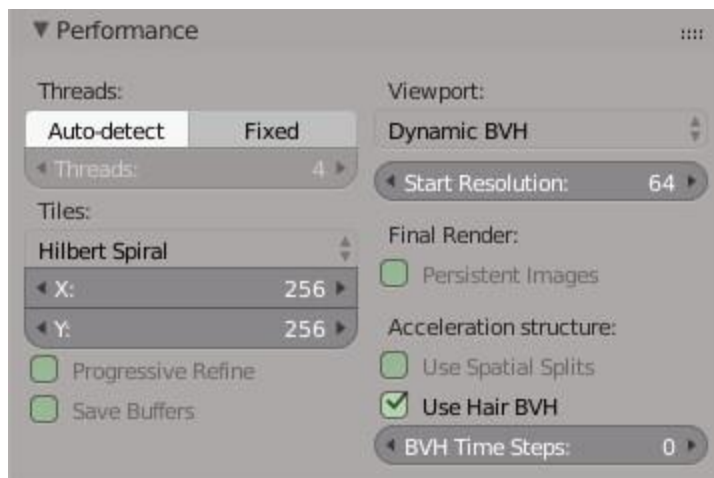 Performance
Threads:
Auto-detect Fixed
Threads: 4
Tiles:
Hilbert Spiral
X: 256
Y: 256
Progressive Refine
Save Buffers
Viewport:
Dynamic BVH
Start Resolution: 64
Final Render:
Persistent Images
Acceleration structure:
Use Spatial Splits
Use Hair BVH
BVH Time Steps: 0